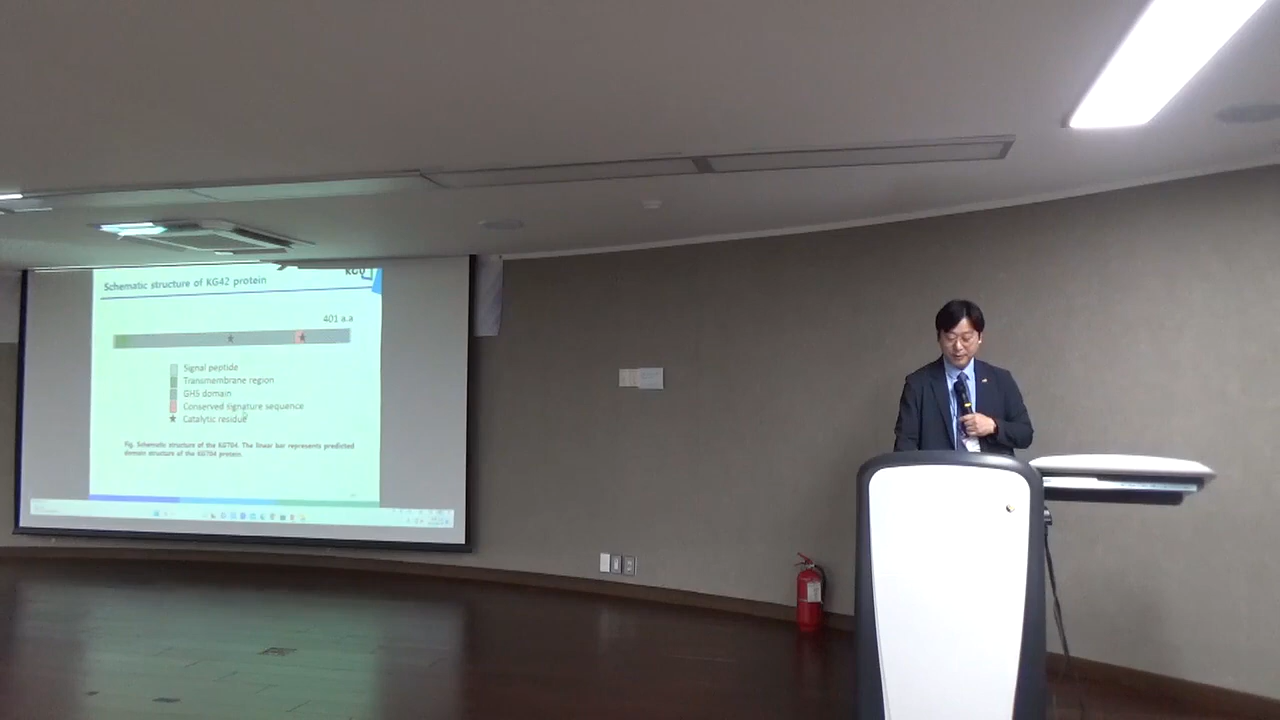 KGU
Schematic structure of KG42 protein
401 a.a
Signal peptide
Transmembrane region
GH5 domain
Conserved signature sequence
Catalytic residue
Fig. Schematic structure of the KG704. The linear bar represents predicted
domain structure of the KG704 protein.